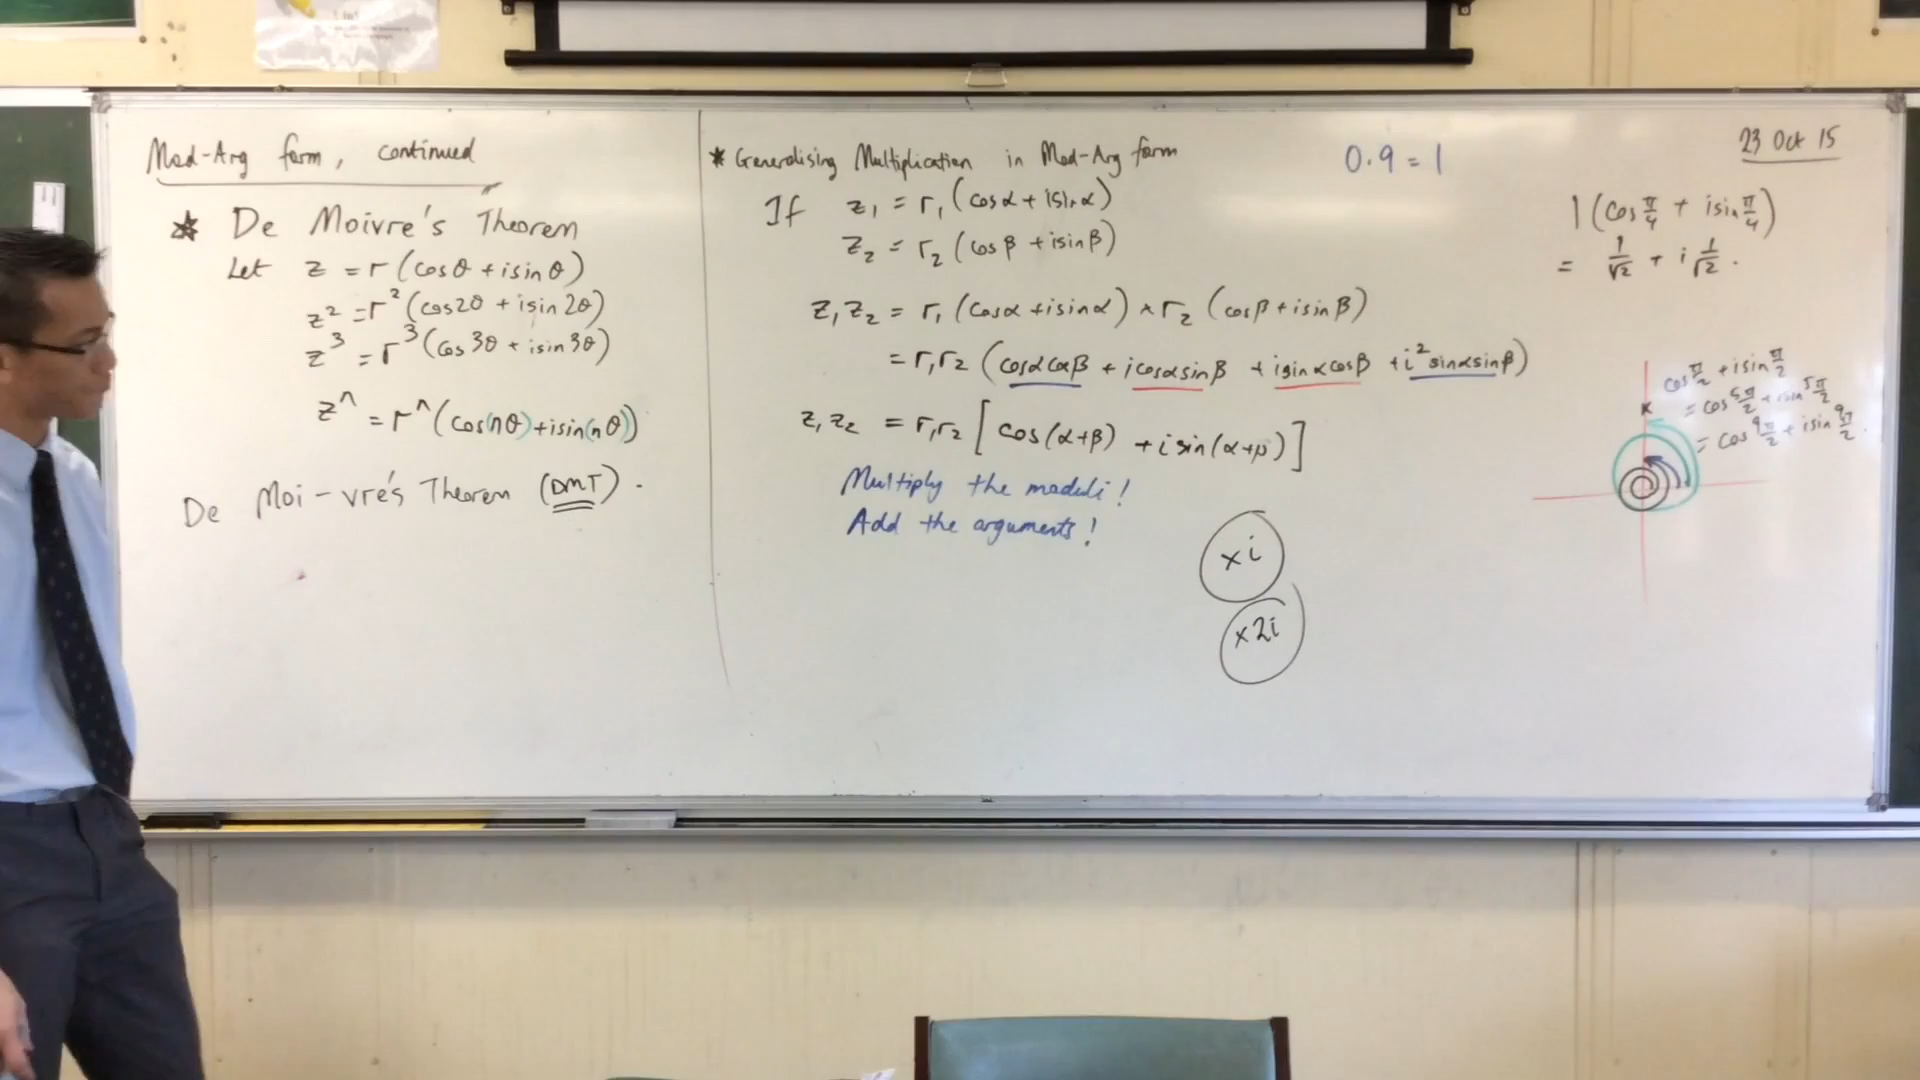 Mod-Arg form, continued
* De Moivre's Theorem
Let z = r(cosθ + isinθ)
z² = r²(cos2θ + isin2θ)
z³ = r³(cos3θ + isin3θ)
zⁿ = rⁿ(cos(nθ) + isin(nθ))
De Moi-vre's Theorem (DMT).
* Generalising Multiplication in Mod-Arg form
If z₁ = r₁(cosα + isinα)
z₂ = r₂(cosβ + isinβ)
z₁z₂ = r₁(cosα + isinα) × r₂(cosβ + isinβ)
= r₁r₂(cosαcosβ + icosαsinβ + isinαcosβ + i²sinαsinβ)
z₁z₂ = r₁r₂[cos(α+β) + isin(α+β)]
Multiply the moduli!
Add the arguments!
×i
×2i
0.9 = 1
23 Oct 15
1(cos π/4 + isin π/4)
= 1/√2 + i 1/√2.
cos π/2 + isin π/2
= cos 5π/2 + isin 5π/2
= cos 9π/2 + isin 9π/2.